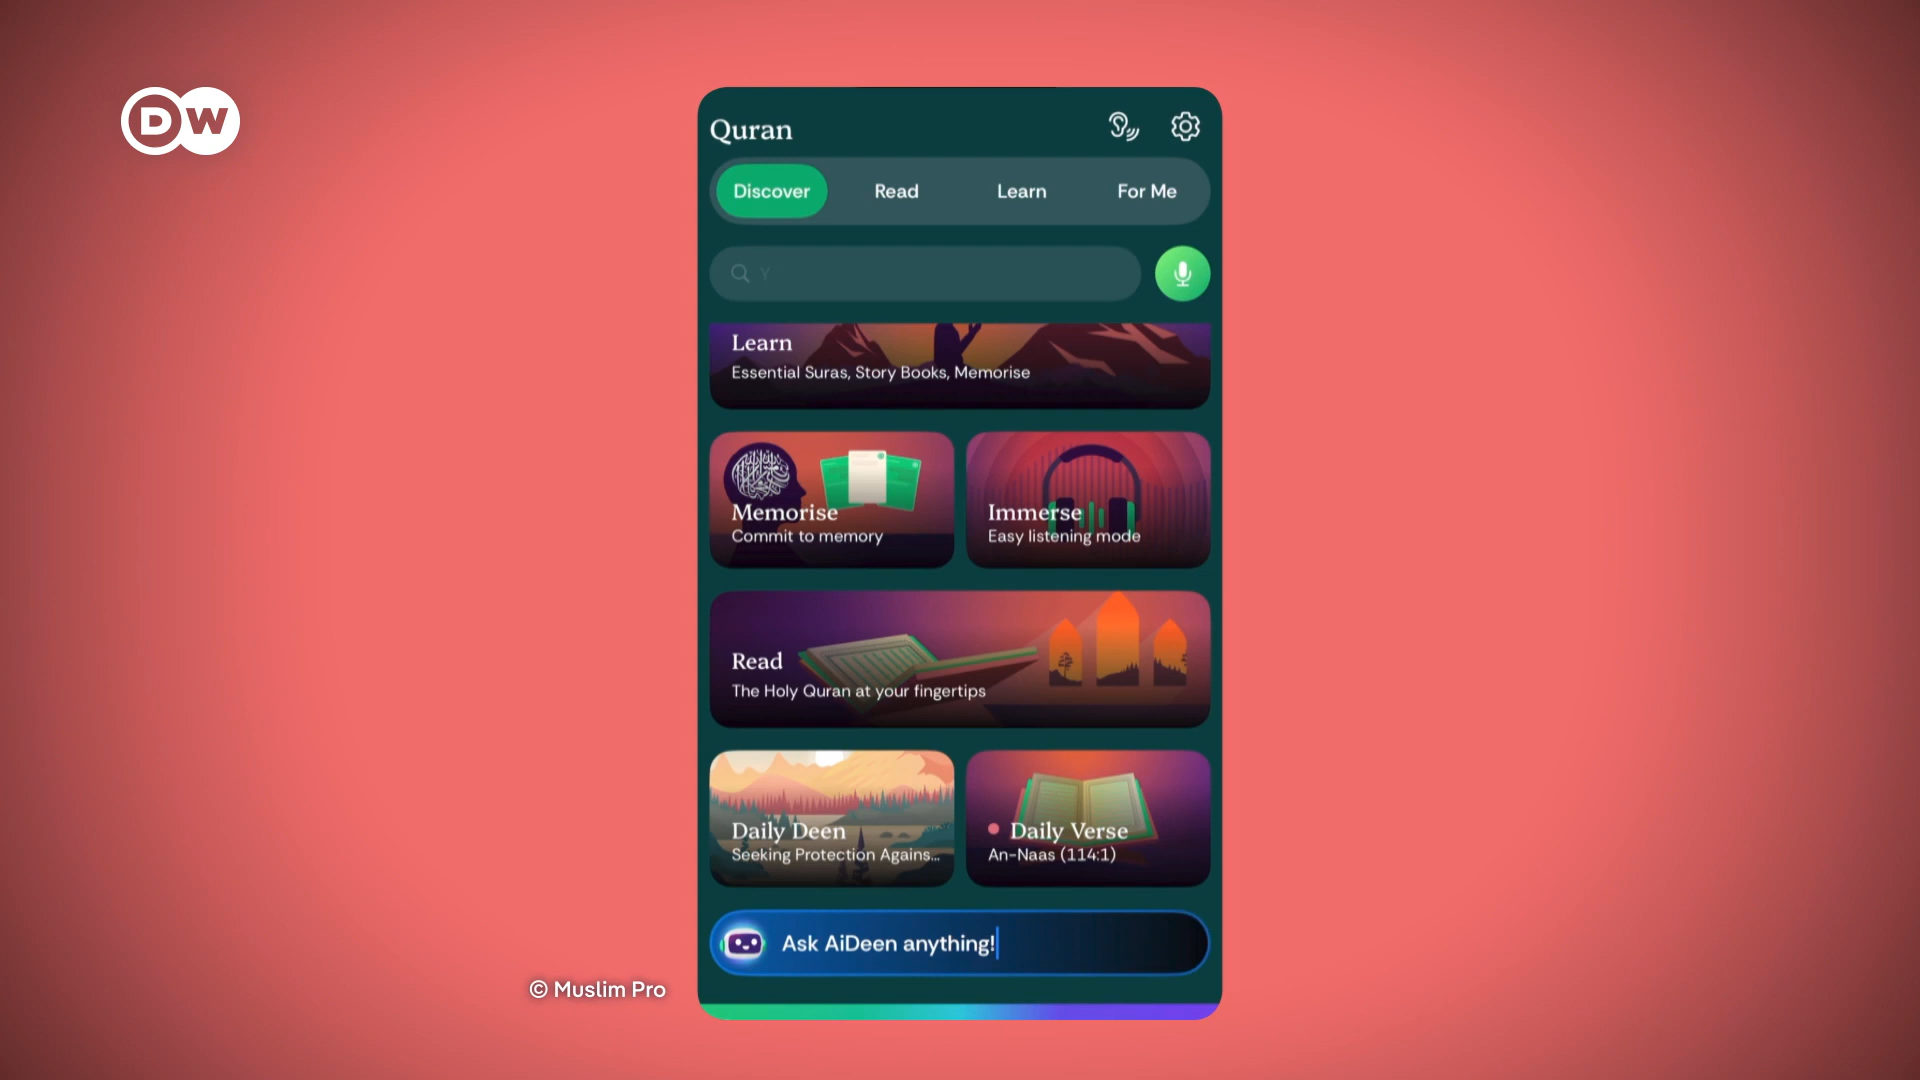 DW
Quran
Discover
Read
Learn
For Me
Y
Learn
Essential Suras, Story Books, Memorise
Memorise
Commit to memory
Immerse
Easy listening mode
Read
The Holy Quran at your fingertips
Daily Deen
Seeking Protection Agains...
Daily Verse
An-Naas (114:1)
Ask AiDeen anything!
© Muslim Pro